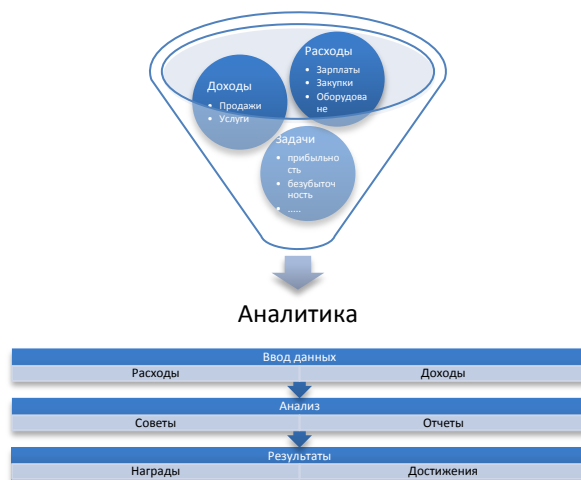 Расходы
• Зарплаты
• Закупки
• Оборудова
не
Доходы
• Продажи
• Услуги
Задачи
• прибыльно
сть
• безубыточ
ность
• .....
Аналитика
Ввод данных
Расходы Доходы
Анализ
Советы Отчеты
Результаты
Награды Достижения